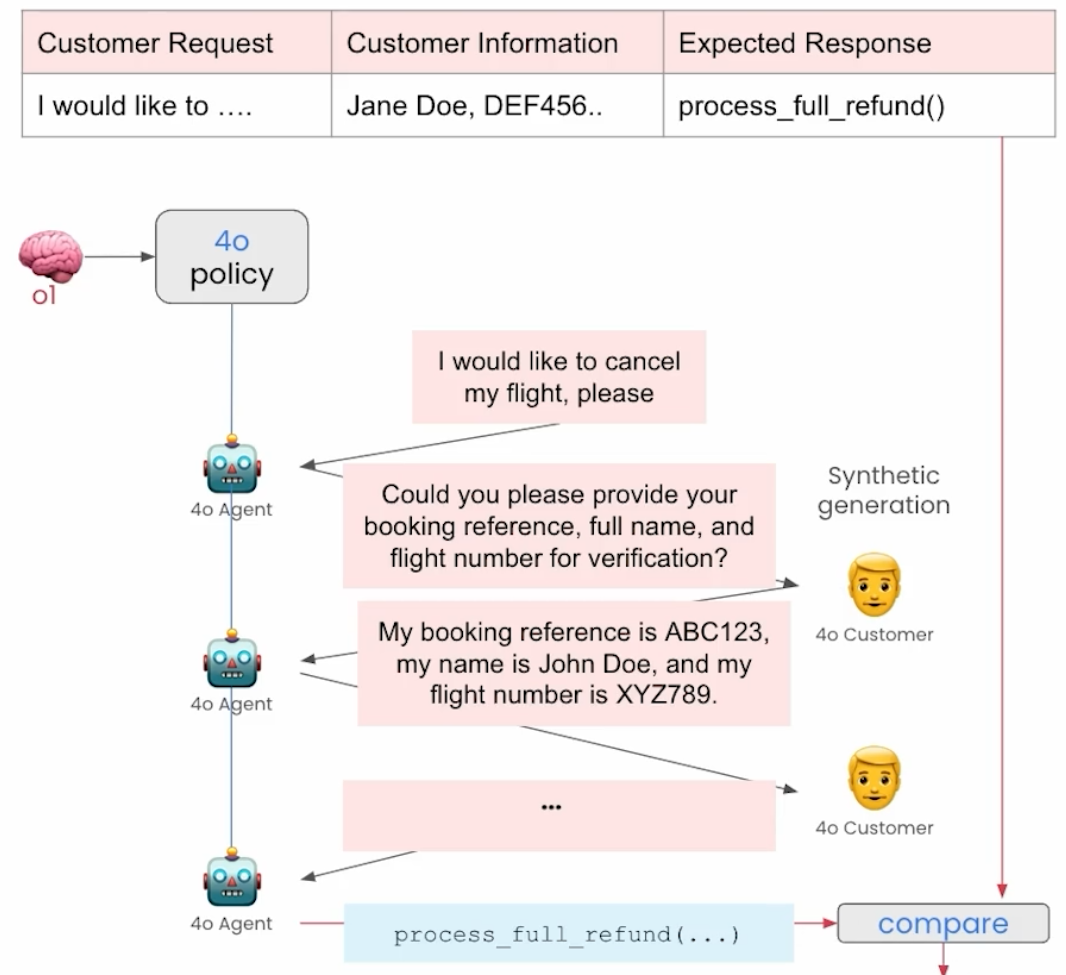 Customer Request Customer Information Expected Response
I would like to .... Jane Doe, DEF456.. process_full_refund()
4o
policy
o1
I would like to cancel
my flight, please
4o Agent
Could you please provide your
booking reference, full name, and
flight number for verification?
Synthetic
generation
4o Customer
My booking reference is ABC123,
my name is John Doe, and my
flight number is XYZ789.
4o Agent
...
4o Customer
4o Agent
process_full_refund(...)
compare